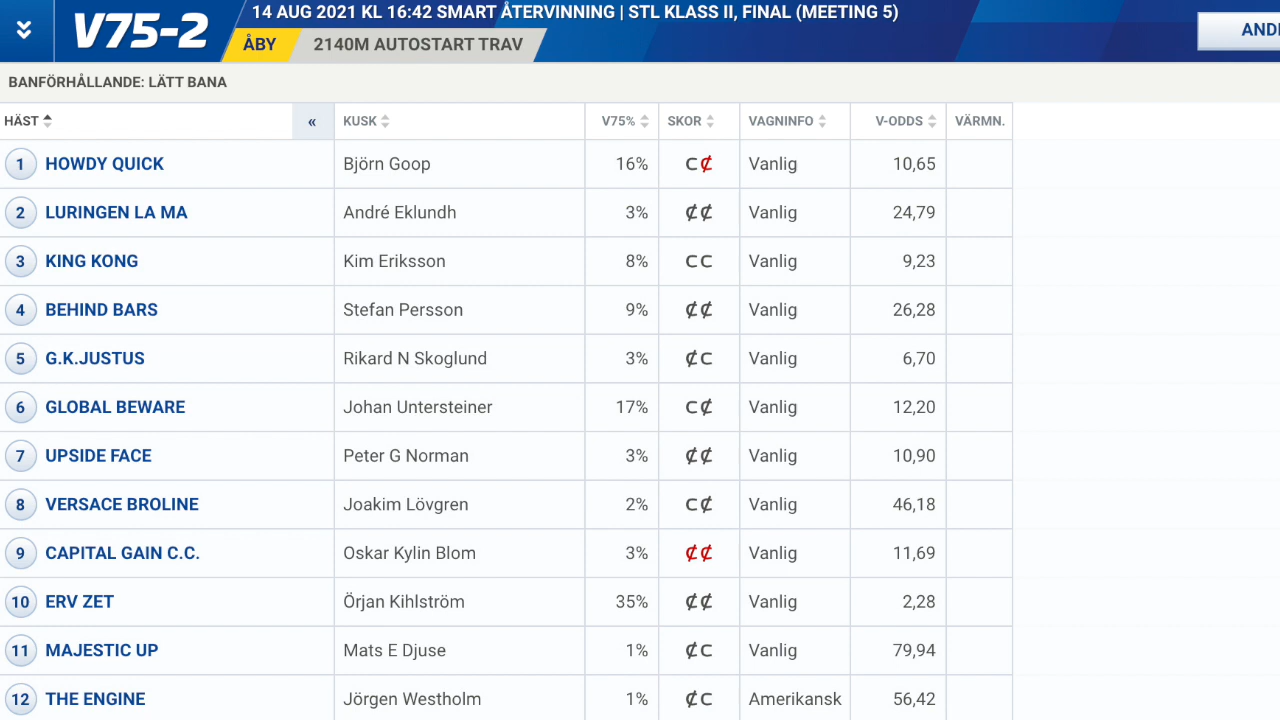 V75-2
14 AUG 2021 KL 16:42 SMART ÅTERVINNING | STL KLASS II, FINAL (MEETING 5)
ÅBY 2140M AUTOSTART TRAV
BANFÖRHÅLLANDE: LÄTT BANA
HÄST « KUSK V75% SKOR VAGNINFO V-ODDS VÄRMN.
1 HOWDY QUICK Björn Goop 16% C ₵ Vanlig 10,65
2 LURINGEN LA MA André Eklundh 3% ₵ ₵ Vanlig 24,79
3 KING KONG Kim Eriksson 8% C C Vanlig 9,23
4 BEHIND BARS Stefan Persson 9% ₵ ₵ Vanlig 26,28
5 G.K.JUSTUS Rikard N Skoglund 3% ₵ C Vanlig 6,70
6 GLOBAL BEWARE Johan Untersteiner 17% C ₵ Vanlig 12,20
7 UPSIDE FACE Peter G Norman 3% ₵ ₵ Vanlig 10,90
8 VERSACE BROLINE Joakim Lövgren 2% C ₵ Vanlig 46,18
9 CAPITAL GAIN C.C. Oskar Kylin Blom 3% ₵ ₵ Vanlig 11,69
10 ERV ZET Örjan Kihlström 35% ₵ ₵ Vanlig 2,28
11 MAJESTIC UP Mats E Djuse 1% ₵ C Vanlig 79,94
12 THE ENGINE Jörgen Westholm 1% ₵ C Amerikansk 56,42